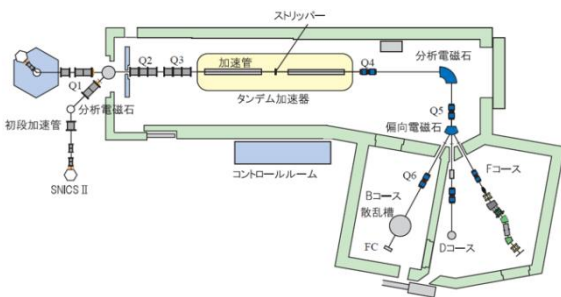 ストリッパー
Q2
Q3
加速管
Q4
分析電磁石
Q1
分析電磁石
タンデム加速器
Q5
偏向電磁石
初段加速管
コントロールルーム
Q6
Bコース
散乱槽
Fコース
SNICS II
FC
Dコース